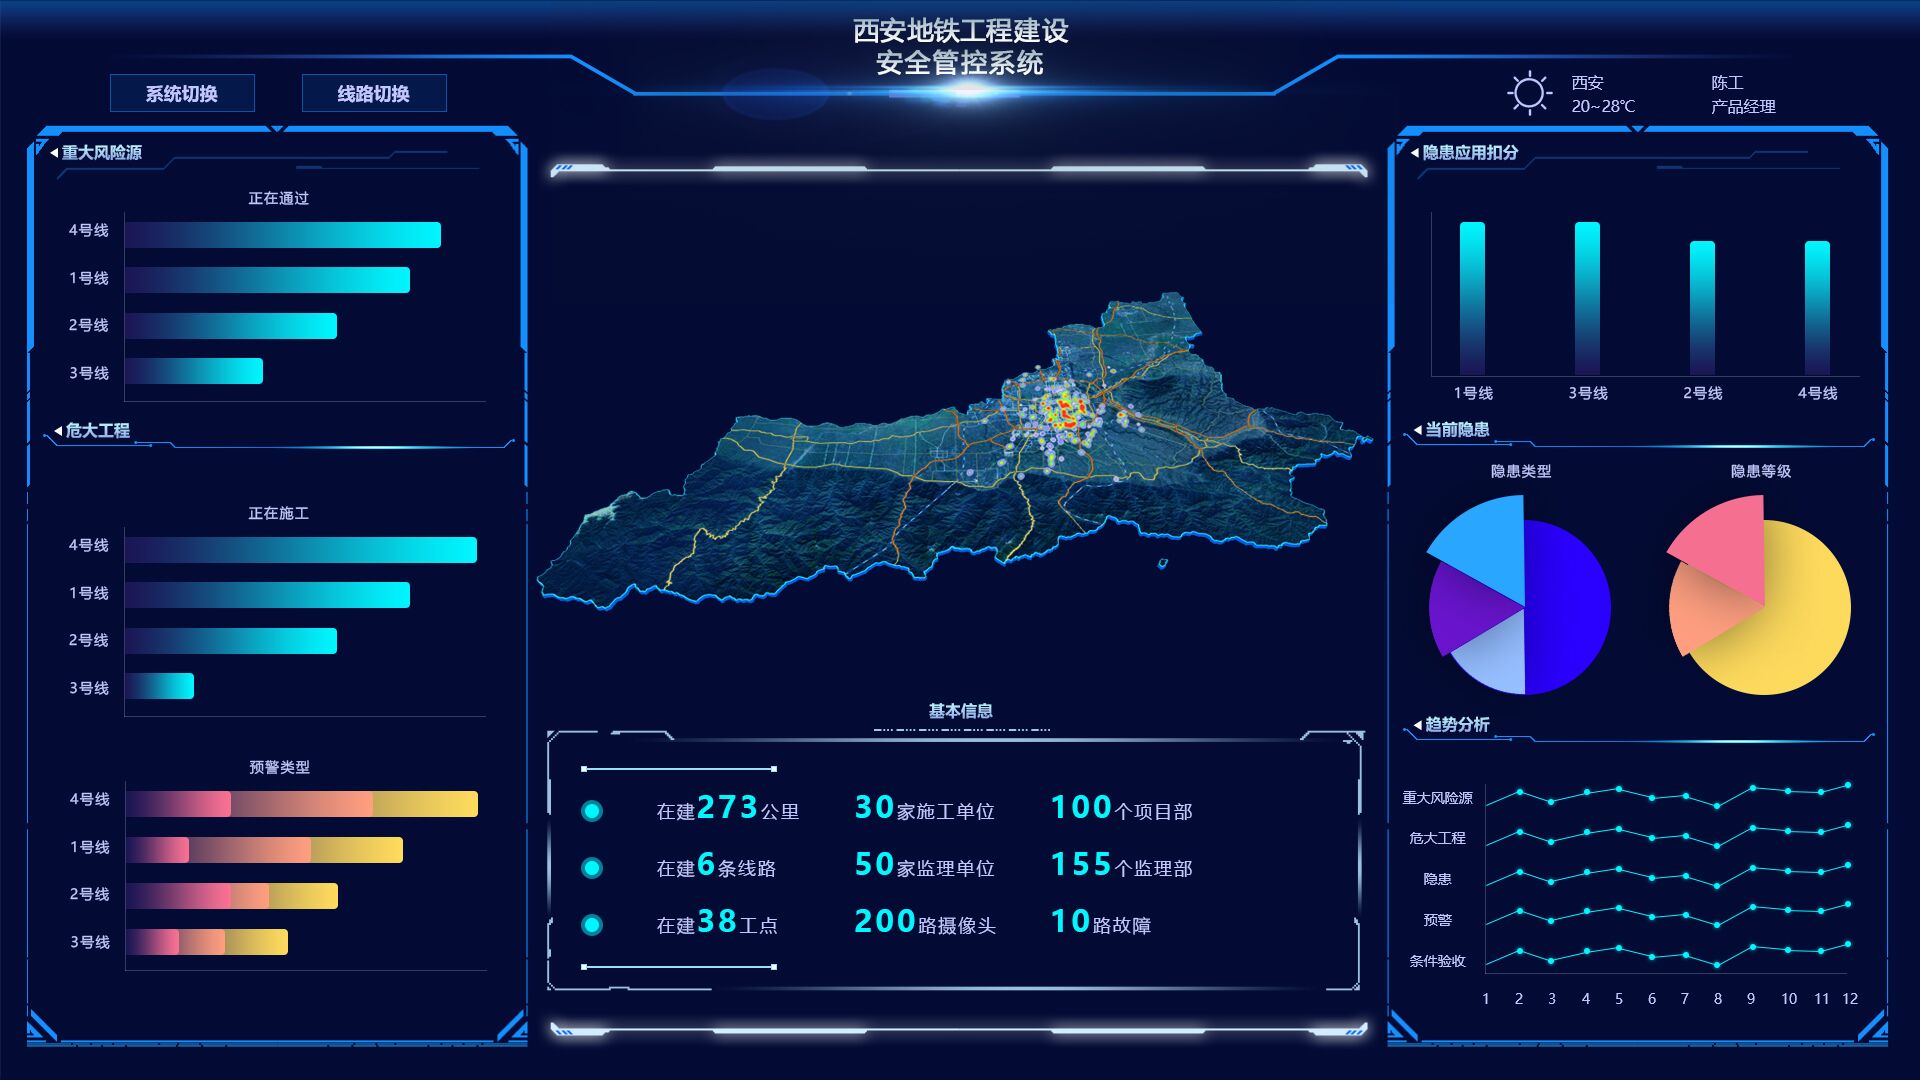 西安地铁工程建设
安全管控系统
系统切换
线路切换
西安
20~28℃
陈工
产品经理
重大风险源
正在通过
4号线
1号线
2号线
3号线
危大工程
正在施工
4号线
1号线
2号线
3号线
预警类型
4号线
1号线
2号线
3号线
基本信息
在建273公里 30家施工单位 100个项目部
在建6条线路 50家监理单位 155个监理部
在建38工点 200路摄像头 10路故障
隐患应用扣分
1号线 3号线 2号线 4号线
当前隐患
隐患类型 隐患等级
趋势分析
重大风险源
危大工程
隐患
预警
条件验收
1 2 3 4 5 6 7 8 9 10 11 12